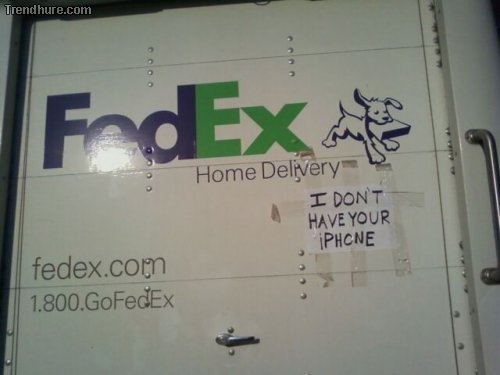 Trendhure.com
FedEx
Home Delivery
I DON'T
HAVE YOUR
iPHONE
fedex.com
1.800.GoFedEx